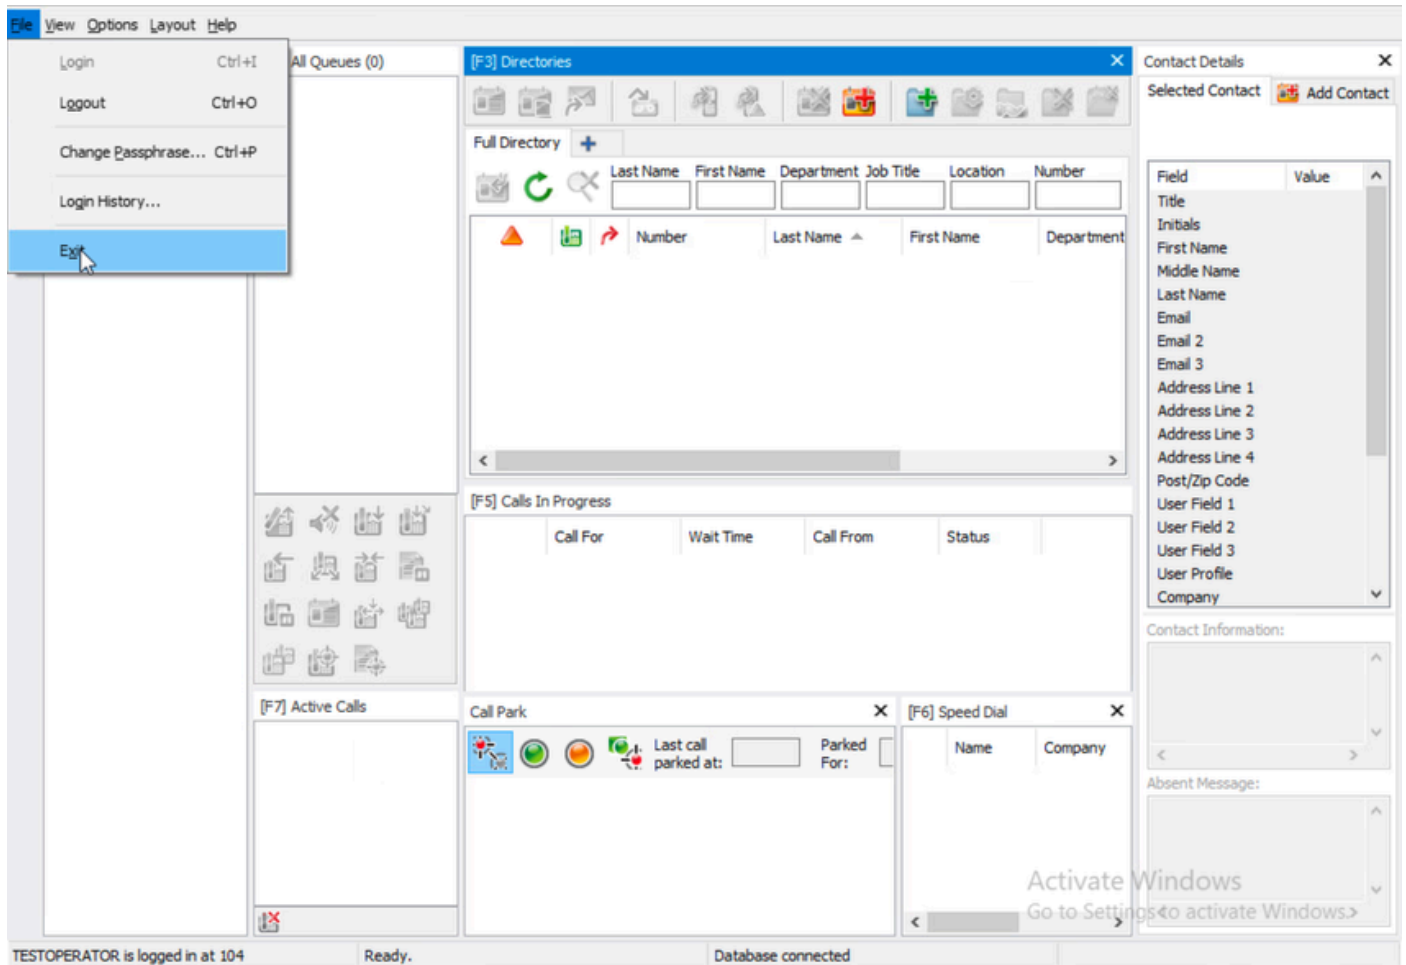 File View Options Layout Help
Login Ctrl+I
Logout Ctrl+O
Change Passphrase... Ctrl+P
Login History...
Exit
All Queues (0)
[F3] Directories
Full Directory
Last Name First Name Department Job Title Location Number
Number Last Name First Name Department
[F5] Calls In Progress
Call For Wait Time Call From Status
[F7] Active Calls
Call Park
Last call
parked at:
Parked
For:
[F6] Speed Dial
Name Company
Contact Details
Selected Contact Add Contact
Field Value
Title
Initials
First Name
Middle Name
Last Name
Email
Email 2
Email 3
Address Line 1
Address Line 2
Address Line 3
Address Line 4
Post/Zip Code
User Field 1
User Field 2
User Field 3
User Profile
Company
Contact Information:
Absent Message:
Activate Windows
Go to Settings to activate Windows.
TESTOPERATOR is logged in at 104 Ready. Database connected